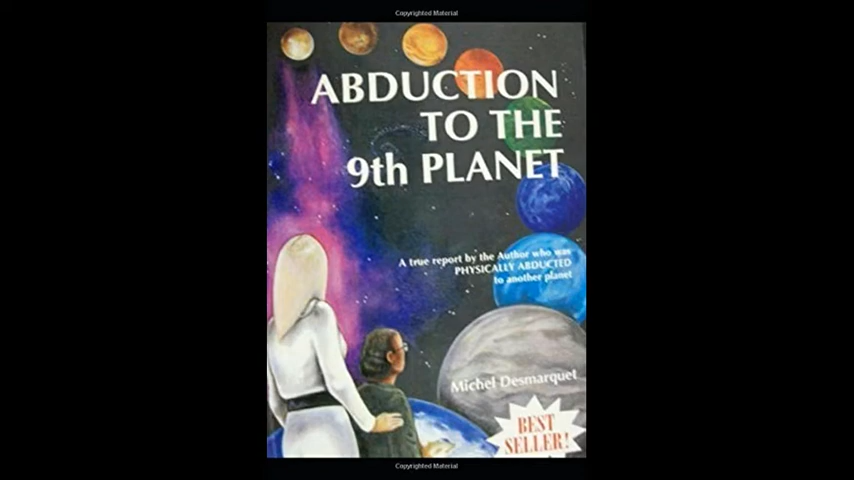 Copyrighted Material
ABDUCTION
TO THE
9th PLANET
A true report by the Author who was
PHYSICALLY ABDUCTED
to another planet
Michel Desmarquet
BEST
SELLER!
Copyrighted Material